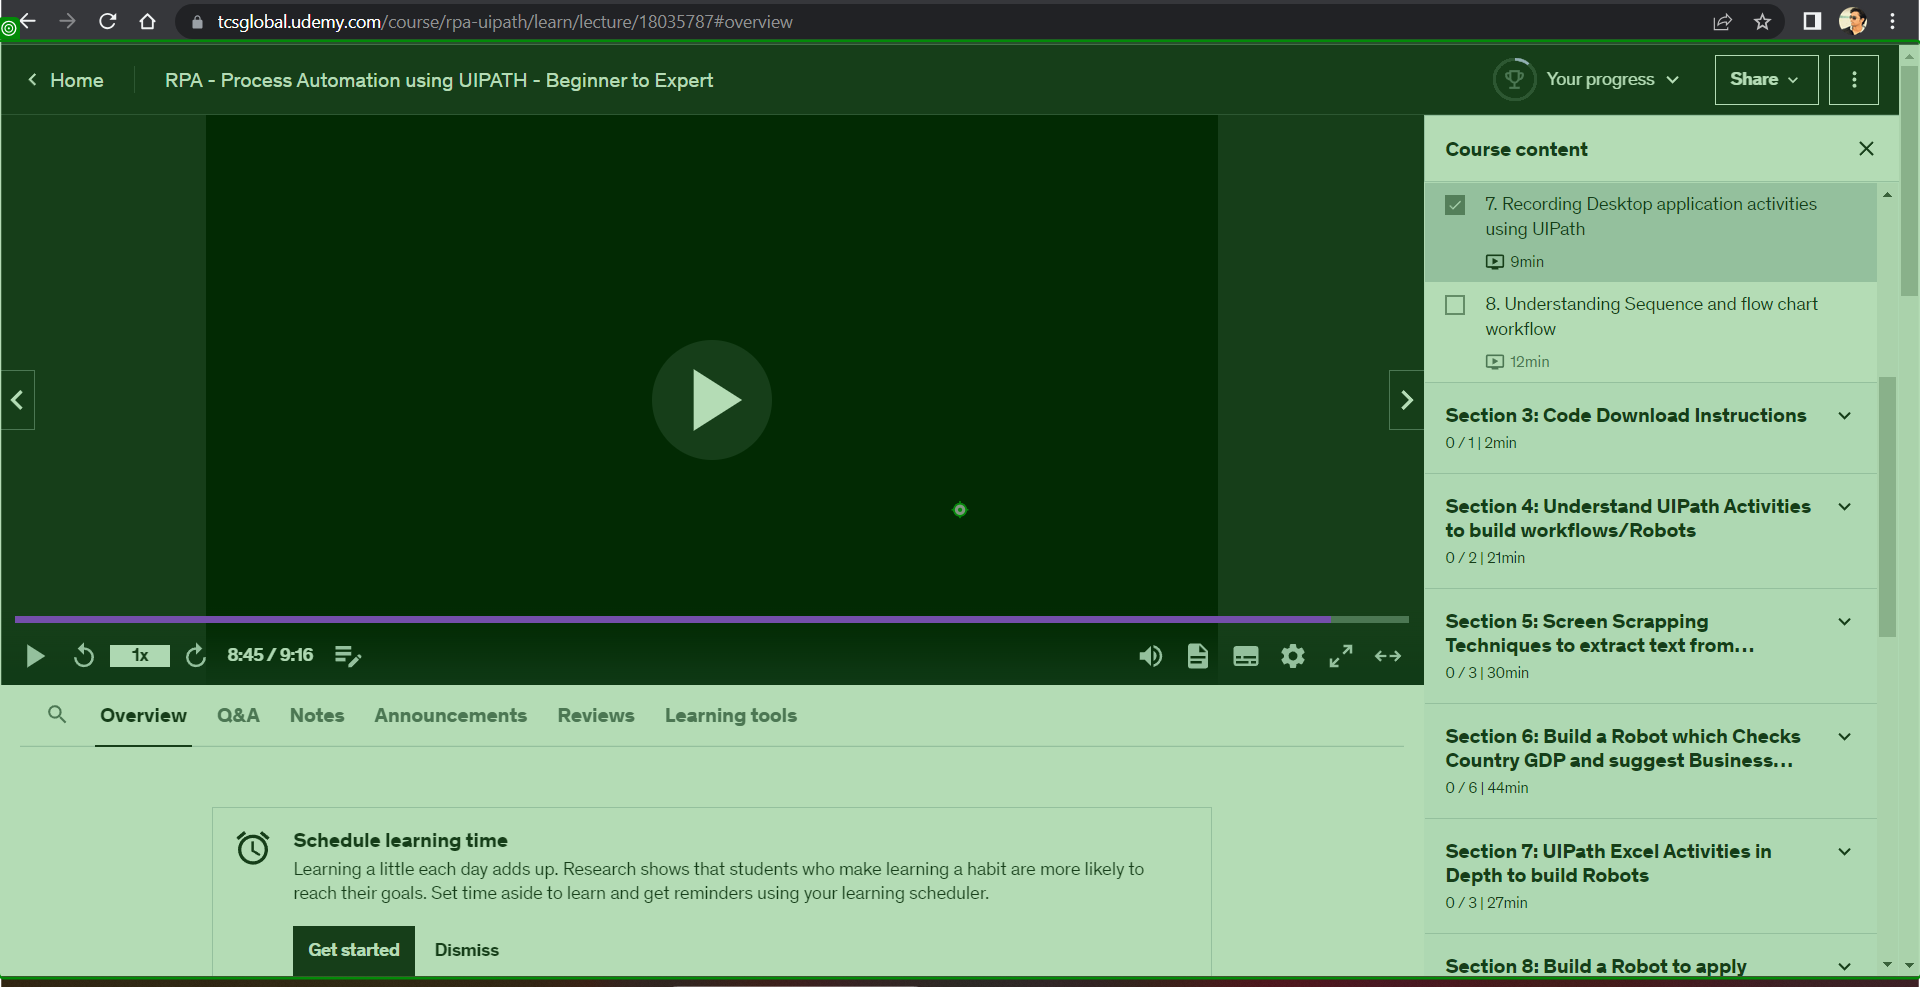 tcsglobal.udemy.com/course/rpa-uipath/learn/lecture/18035787#overview
Home
RPA - Process Automation using UIPATH - Beginner to Expert
Your progress
Share
Course content
7. Recording Desktop application activities
using UIPath
9min
8. Understanding Sequence and flow chart
workflow
12min
Section 3: Code Download Instructions
0 / 1 | 2min
Section 4: Understand UIPath Activities
to build workflows/Robots
0 / 2 | 21min
Section 5: Screen Scrapping
Techniques to extract text from...
0 / 3 | 30min
Section 6: Build a Robot which Checks
Country GDP and suggest Business...
0 / 6 | 44min
Section 7: UIPath Excel Activities in
Depth to build Robots
0 / 3 | 27min
Section 8: Build a Robot to apply
1x
8:45 / 9:16
Overview
Q&A
Notes
Announcements
Reviews
Learning tools
Schedule learning time
Learning a little each day adds up. Research shows that students who make learning a habit are more likely to
reach their goals. Set time aside to learn and get reminders using your learning scheduler.
Get started
Dismiss